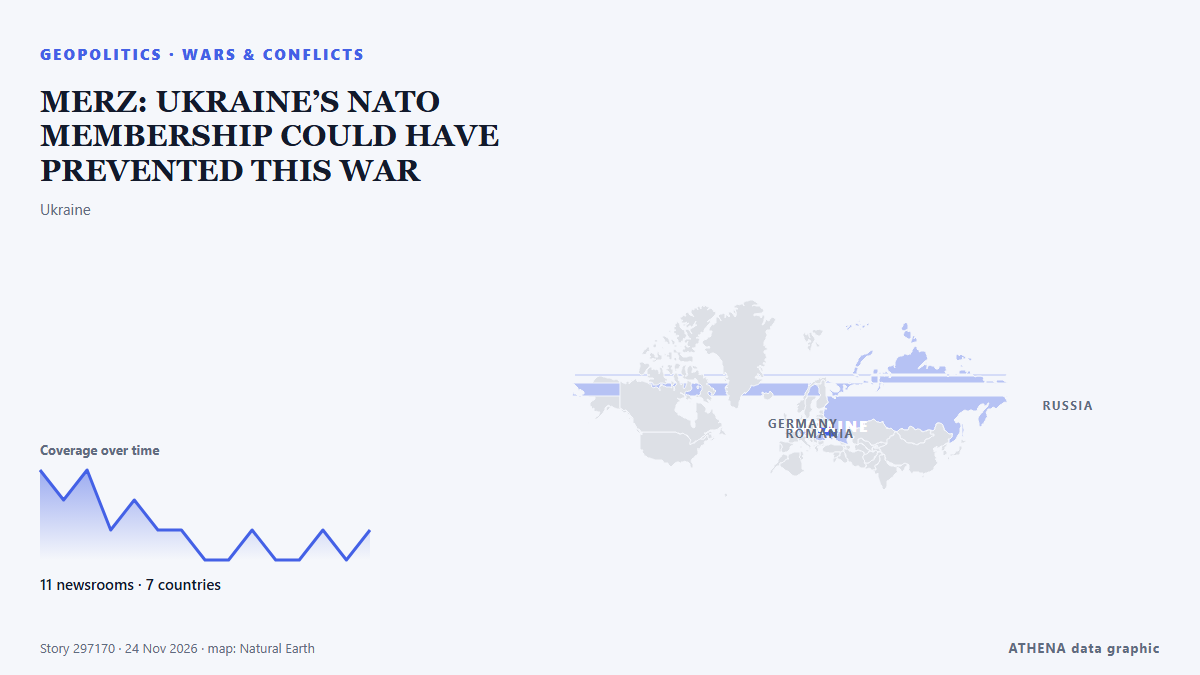 GEOPOLITICS · WARS & CONFLICTS
MERZ: UKRAINE’S NATO
MEMBERSHIP COULD HAVE
PREVENTED THIS WAR
Ukraine
RUSSIA
GERMANY
ROMANIA
Coverage over time
11 newsrooms · 7 countries
Story 297170 · 24 Nov 2026 · map: Natural Earth
ATHENA data graphic